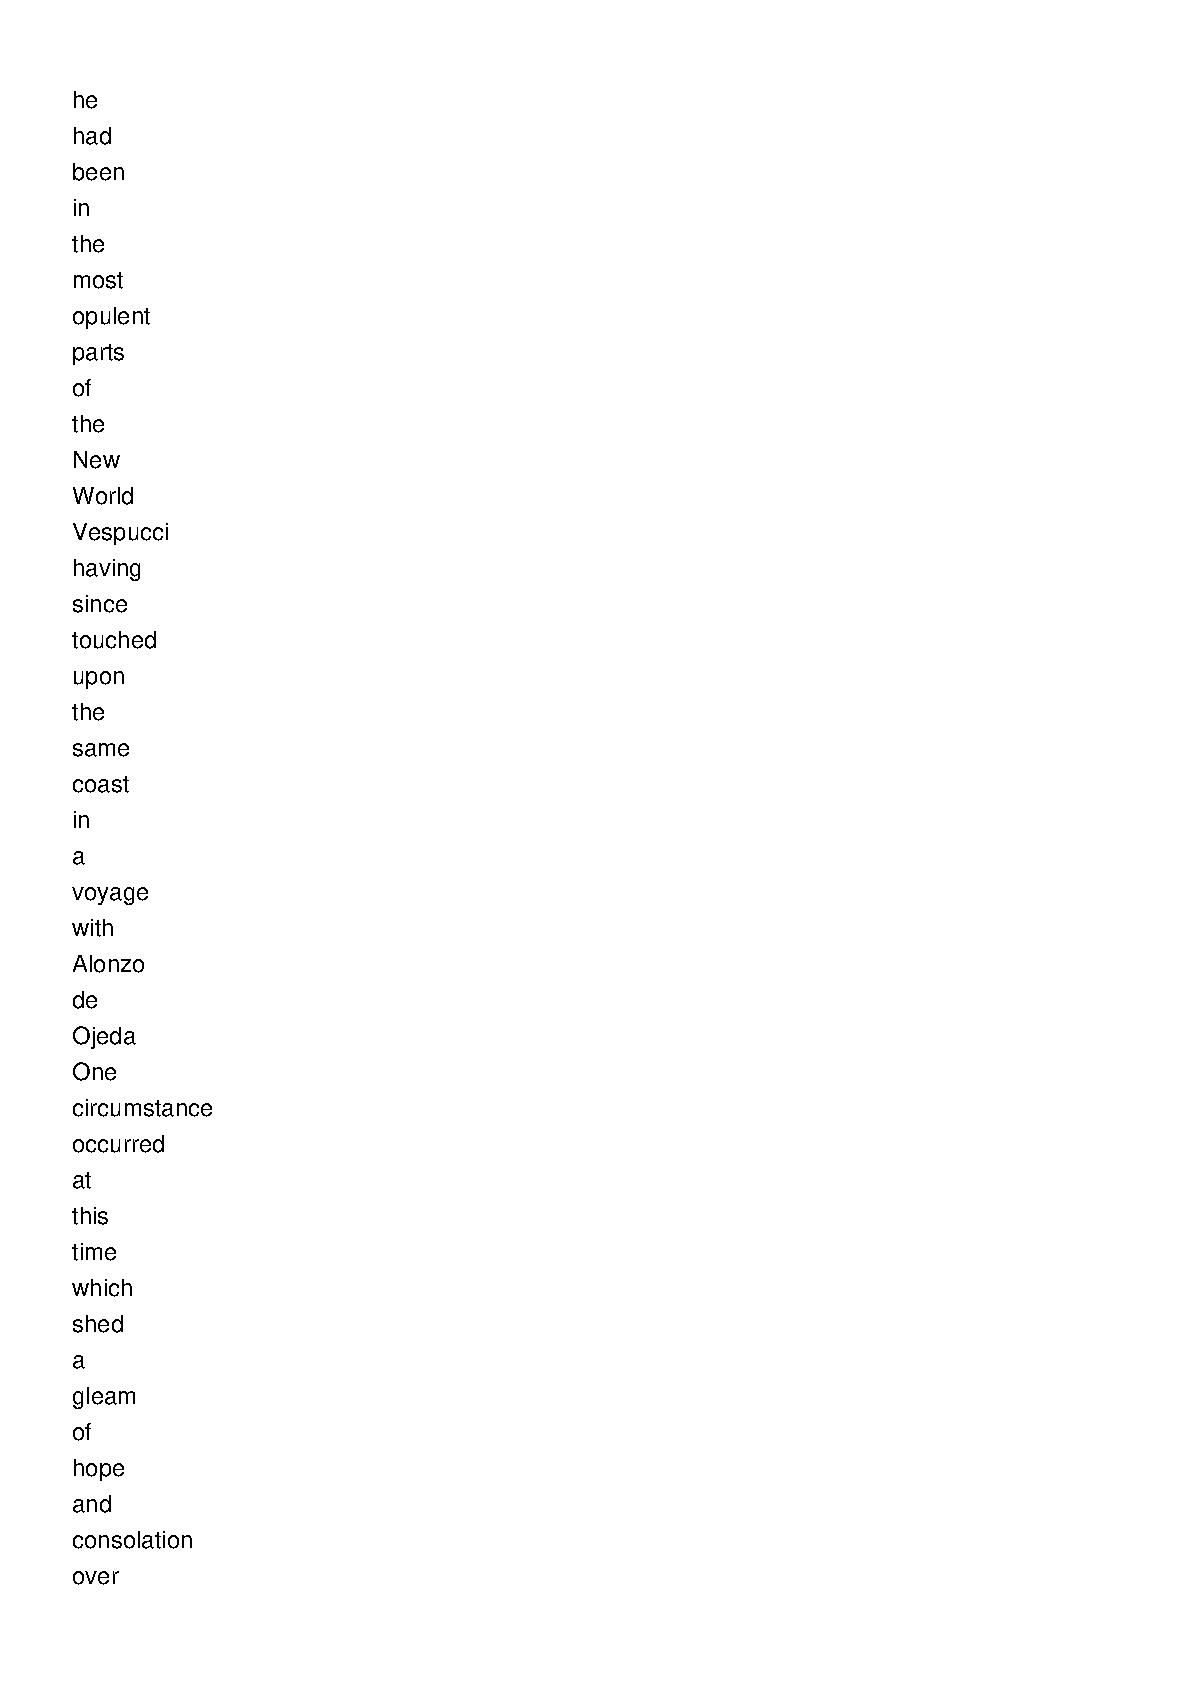 he
had
been
in
the
most
opulent
parts
of
the
New
World
Vespucci
having
since
touched
upon
the
same
coast
in
a
voyage
with
Alonzo
de
Ojeda
One
circumstance
occurred
at
this
time
which
shed
a
gleam
of
hope
and
consolation
over